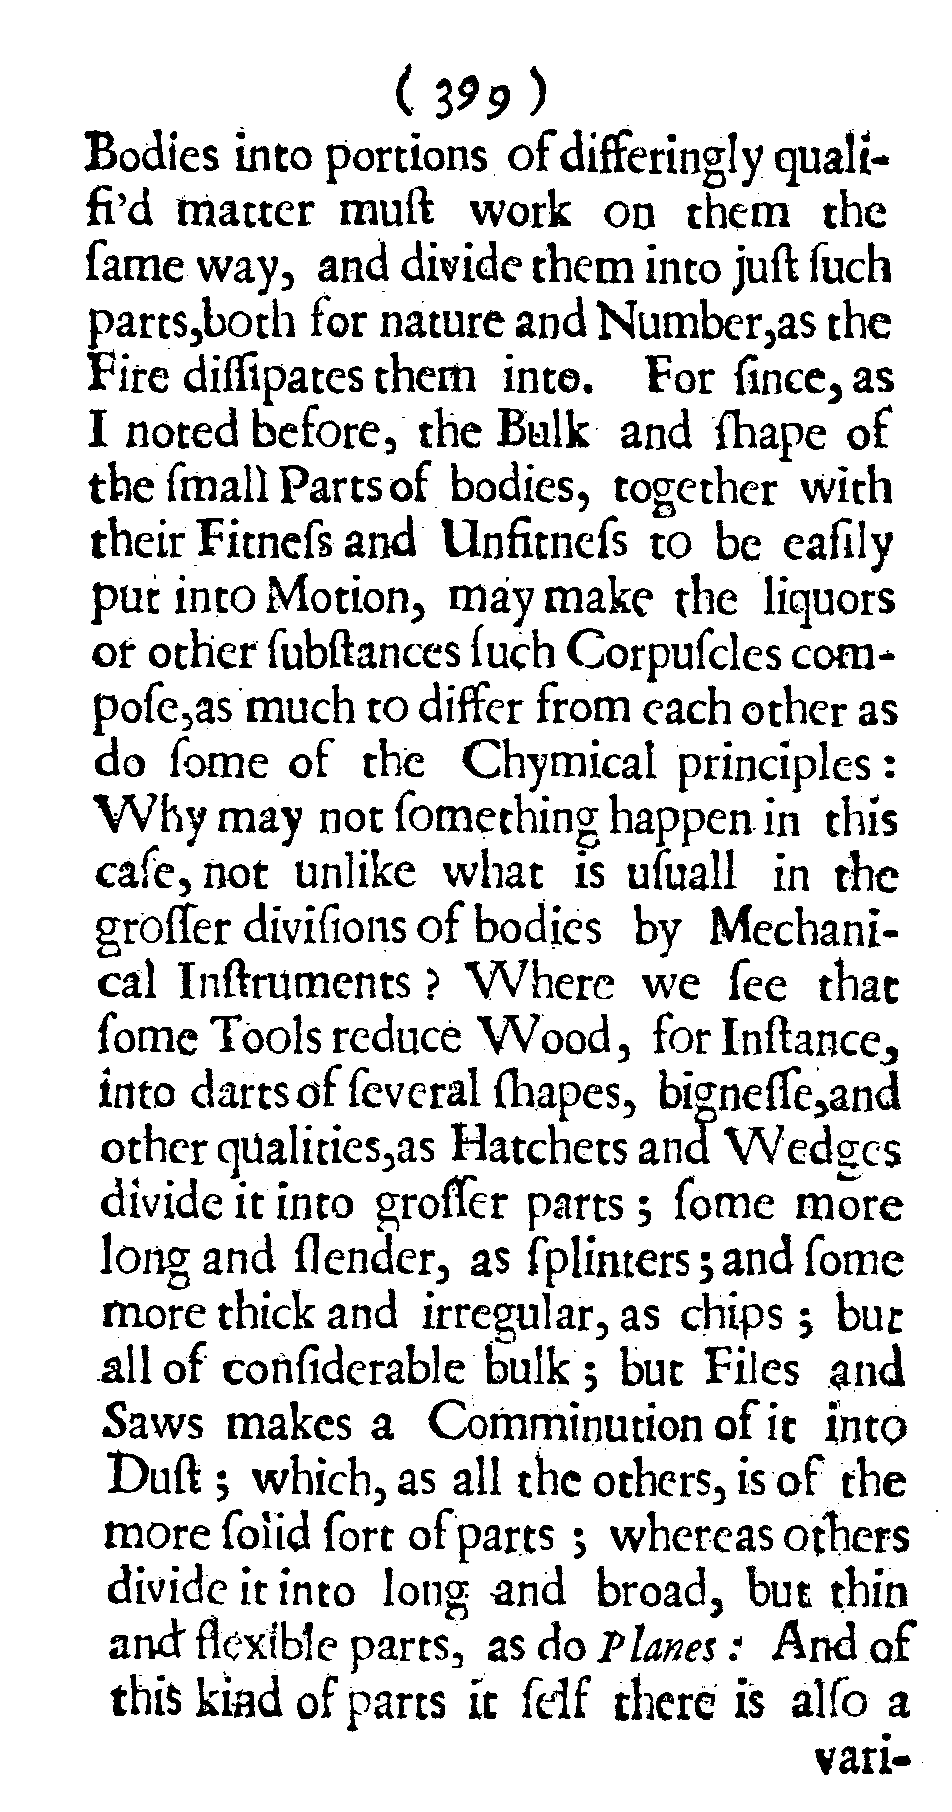 ( 399 )
Bodies into portions of differingly quali-
fi'd matter muſt work on them the
ſame way, and divide them into juſt ſuch
parts,both for nature and Number,as the
Fire diſſipates them into. For ſince, as
I noted before, the Bulk and ſhape of
the ſmall Parts of bodies, together with
their Fitneſs and Unfitneſs to be eaſily
put into Motion, may make the liquors
or other ſubſtances ſuch Corpuſcles com-
poſe,as much to differ from each other as
do ſome of the Chymical principles:
Why may not ſomething happen in this
caſe, not unlike what is uſuall in the
groſſer diviſions of bodies by Mechani-
cal Inſtruments? Where we ſee that
ſome Tools reduce Wood, for Inſtance,
into darts of ſeveral ſhapes, bigneſſe,and
other qualities,as Hatchets and Wedges
divide it into groſſer parts; ſome more
long and ſlender, as ſplinters; and ſome
more thick and irregular, as chips; but
all of conſiderable bulk; but Files and
Saws makes a Comminution of it into
Duſt; which, as all the others, is of the
more ſolid ſort of parts; whereas others
divide it into long and broad, but thin
and flexible parts, as do Planes: And of
this kind of parts it ſelf there is alſo a
vari-